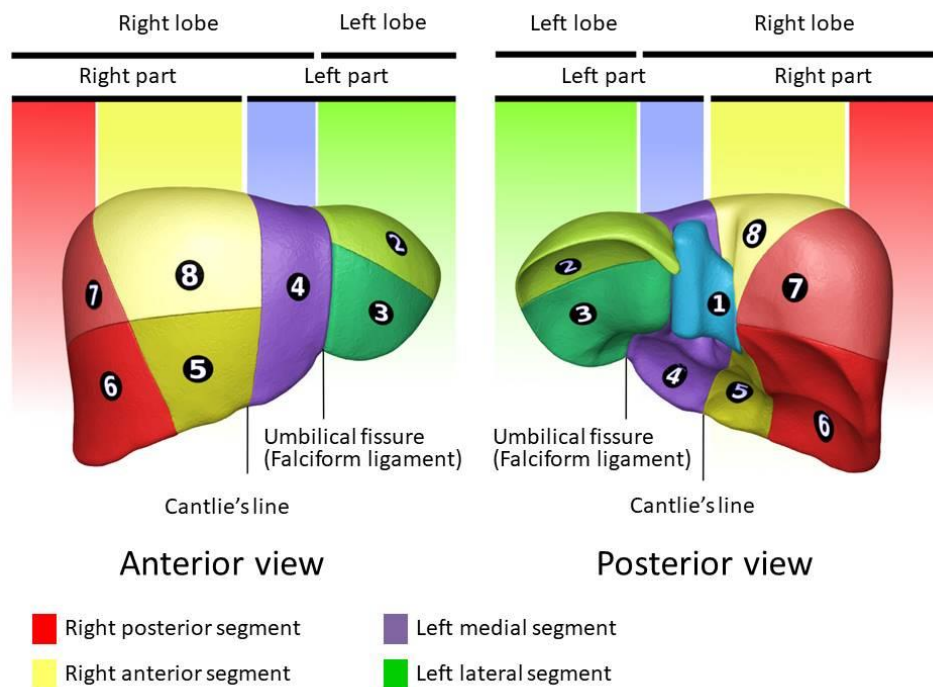 Right lobe
Left lobe
Left lobe
Right lobe
Right part
Left part
Left part
Right part
7
8
4
2
3
6
5
2
3
1
8
7
4
5
6
Umbilical fissure
(Falciform ligament)
Cantlie's line
Umbilical fissure
(Falciform ligament)
Cantlie's line
Anterior view
Posterior view
Right posterior segment
Left medial segment
Right anterior segment
Left lateral segment